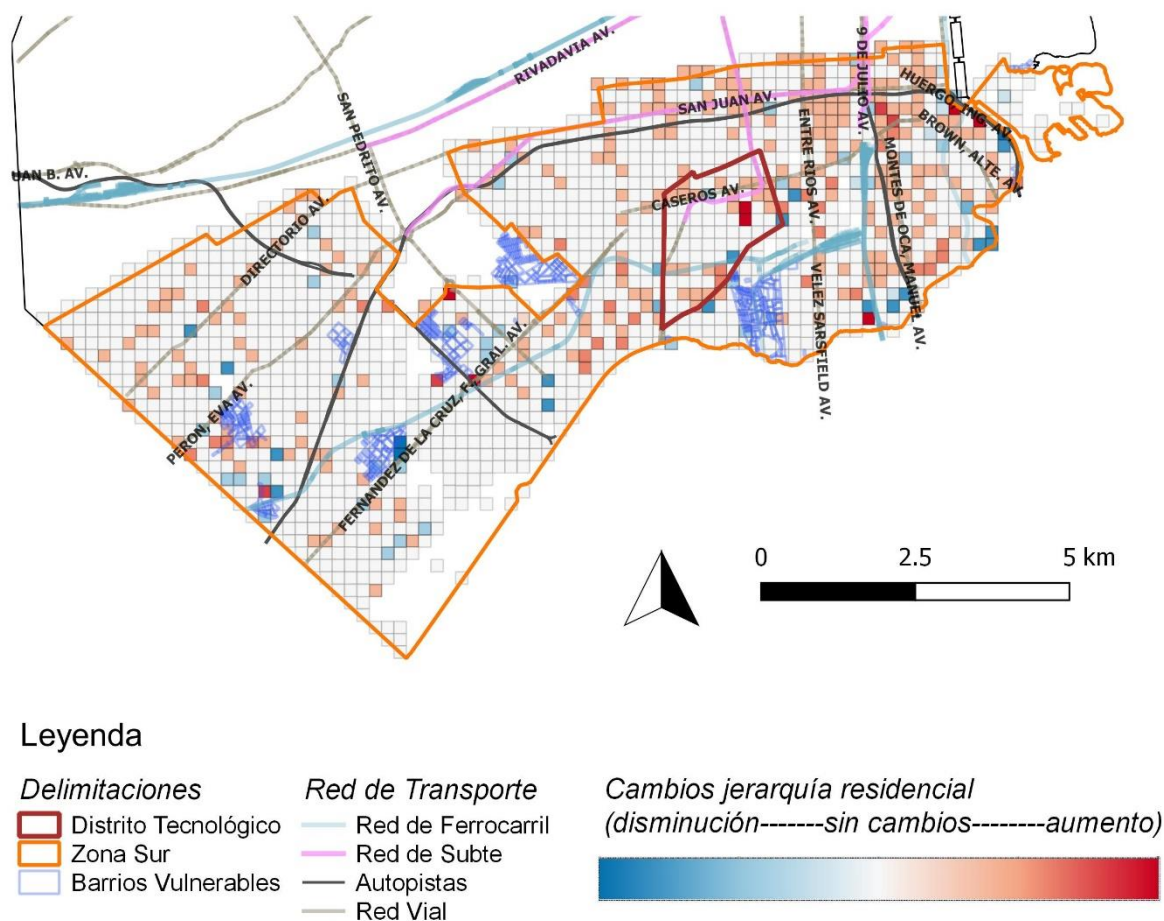 RIVADAVIA AV.
9 DE JULIO AV.
SAN PEDRITO AV.
SAN JUAN AV.
HUERGO, ING. AV.
BROWN, ALTE. AV.
UAN B. AV.
ENTRE RIOS AV.
MONTES DE OCA, MANUEL AV.
CASEROS AV.
DIRECTORIO AV.
VELEZ SARSFIELD AV.
PERON, EVA AV.
FERNANDEZ DE LA CRUZ, F., GRAL. AV.
0 2.5 5 km
Leyenda
Delimitaciones
Distrito Tecnológico
Zona Sur
Barrios Vulnerables
Red de Transporte
Red de Ferrocarril
Red de Subte
Autopistas
Red Vial
Cambios jerarquía residencial
(disminución-------sin cambios--------aumento)